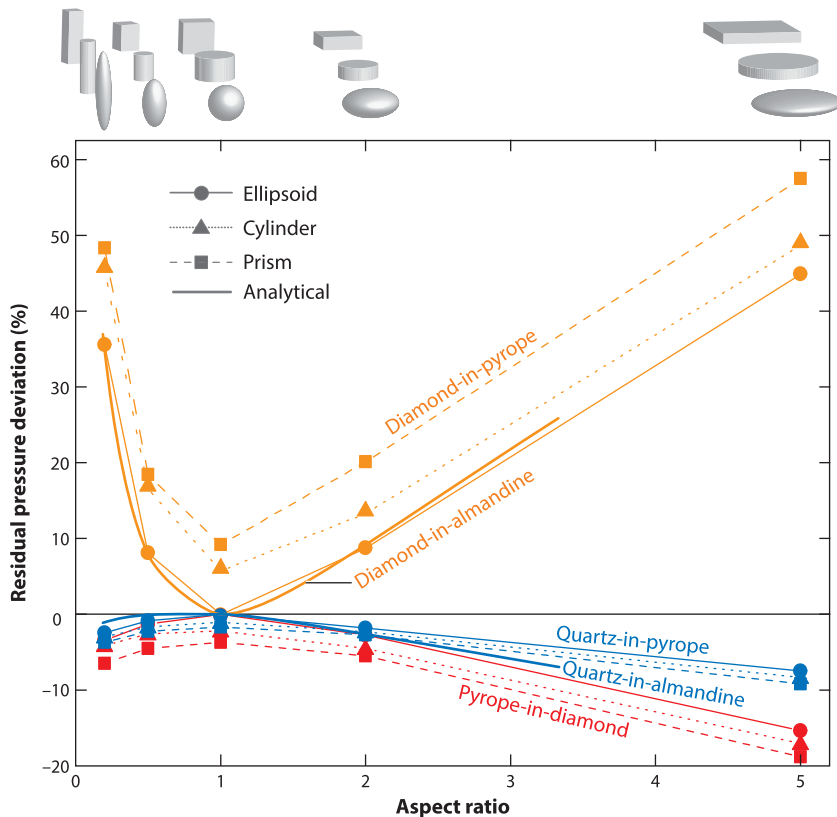 60
50
40
30
20
10
0
−10
−20
0
1
2
3
4
5
Residual pressure deviation (%)
Aspect ratio
Ellipsoid
Cylinder
Prism
Analytical
Diamond-in-pyrope
Diamond-in-almandine
Quartz-in-pyrope
Quartz-in-almandine
Pyrope-in-diamond